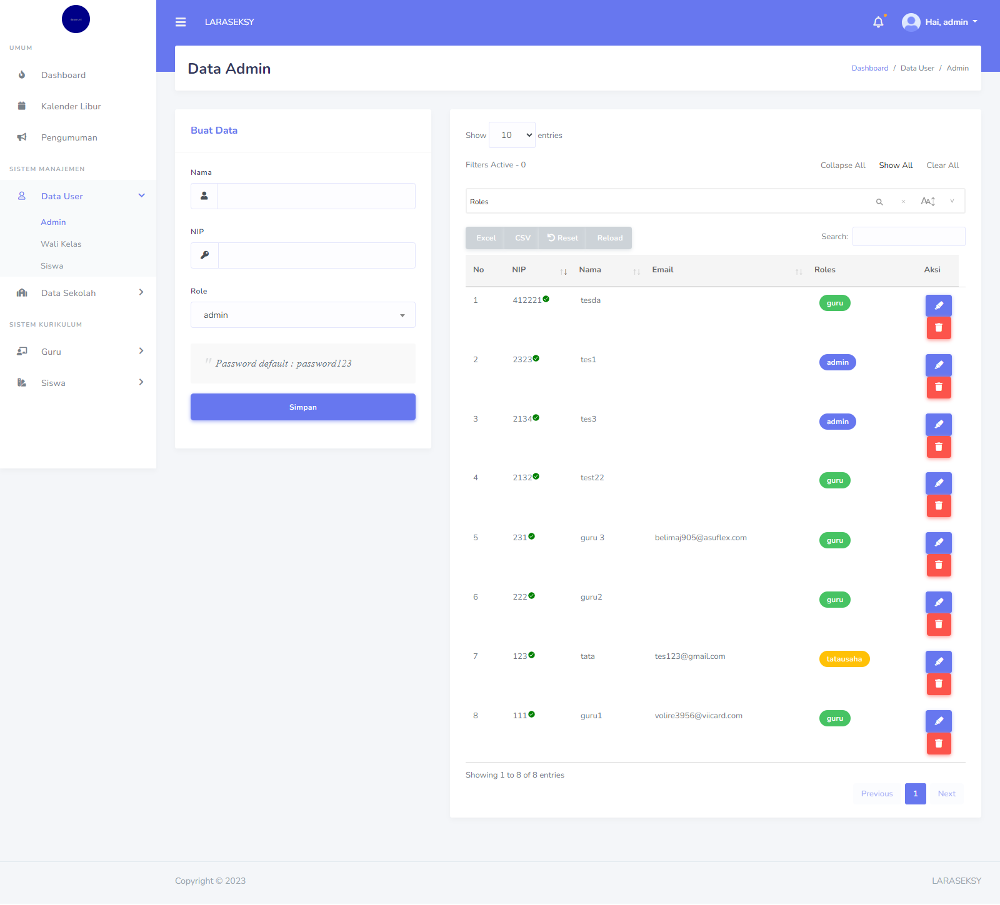 LARASEKSY
Hai, admin
UMUM
Dashboard
Kalender Libur
Pengumuman
SISTEM MANAJEMEN
Data User
Admin
Wali Kelas
Siswa
Data Sekolah
SISTEM KURIKULUM
Guru
Siswa
Data Admin
Dashboard / Data User / Admin
Buat Data
Nama
NIP
Role
admin
" Password default : password123
Simpan
Show 10 entries
Filters Active - 0
Collapse All Show All Clear All
Roles
Excel CSV Reset Reload
Search:
No NIP Nama Email Roles Aksi
1 412221 tesda guru
2 2323 tes1 admin
3 2134 tes3 admin
4 2132 test22 guru
5 231 guru 3 belimaj905@asuflex.com guru
6 222 guru2 guru
7 123 tata tes123@gmail.com tatausaha
8 111 guru1 volire3956@viicard.com guru
Showing 1 to 8 of 8 entries
Previous 1 Next
Copyright © 2023
LARASEKSY